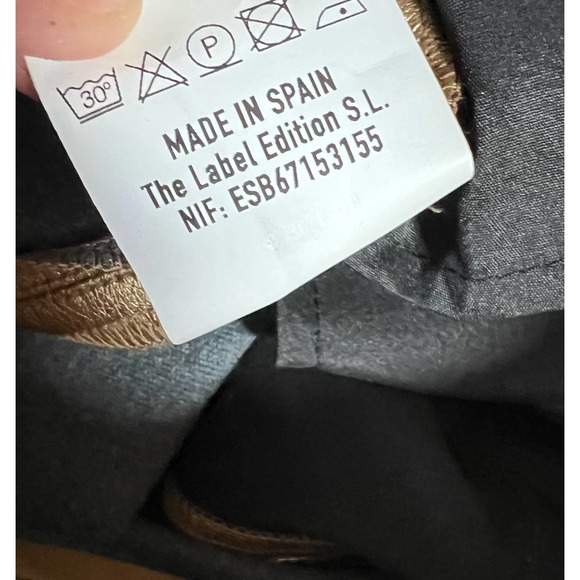 30°
P
MADE IN SPAIN
The Label Edition S.L.
NIF: ESB67153155